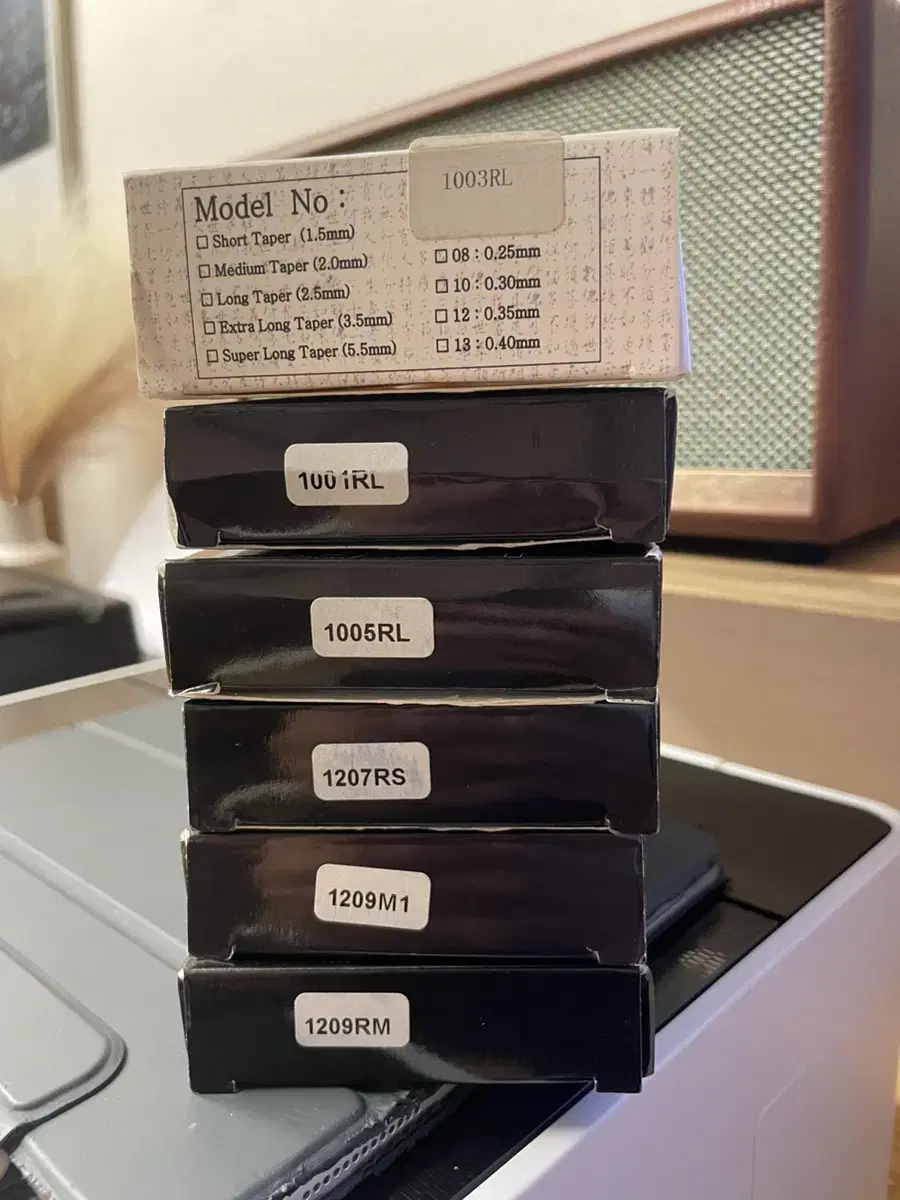 1003RL
Model No :
☐ Short Taper (1.5mm)
☐ Medium Taper (2.0mm)
☐ Long Taper (2.5mm)
☐ Extra Long Taper (3.5mm)
☐ Super Long Taper (5.5mm)
☐ 08 : 0.25mm
☐ 10 : 0.30mm
☐ 12 : 0.35mm
☐ 13 : 0.40mm
1001RL
1005RL
1207RS
1209M1
1209RM